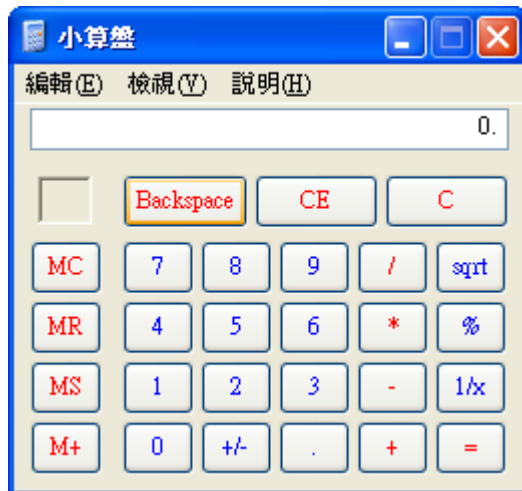 小算盤
編輯(E) 檢視(V) 說明(H)
0.
Backspace CE C
MC 7 8 9 / sqrt
MR 4 5 6 * %
MS 1 2 3 - 1/x
M+ 0 +/- . + =